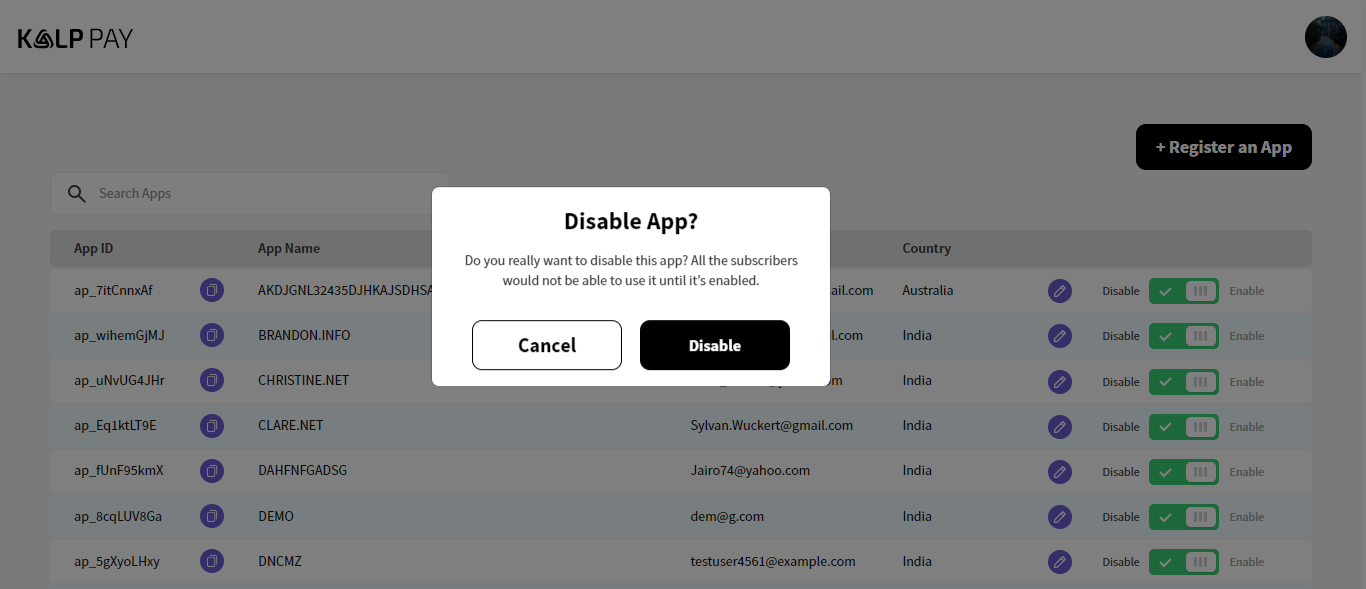 KALP PAY
+ Register an App
Search Apps
Disable App?
Do you really want to disable this app? All the subscribers
would not be able to use it until it's enabled.
Cancel
Disable
App ID App Name Country
ap_7itCnnxAf AKDJGNL32435DJHKAJSDHSA ail.com Australia Disable Enable
ap_wihemGjMJ BRANDON.INFO l.com India Disable Enable
ap_uNvUG4JHr CHRISTINE.NET India Disable Enable
ap_Eq1ktLT9E CLARE.NET Sylvan.Wuckert@gmail.com India Disable Enable
ap_fUnF95kmX DAHFNFGADSG Jairo74@yahoo.com India Disable Enable
ap_8cqLUV8Ga DEMO dem@g.com India Disable Enable
ap_5gXyoLHxy DNCMZ testuser4561@example.com India Disable Enable